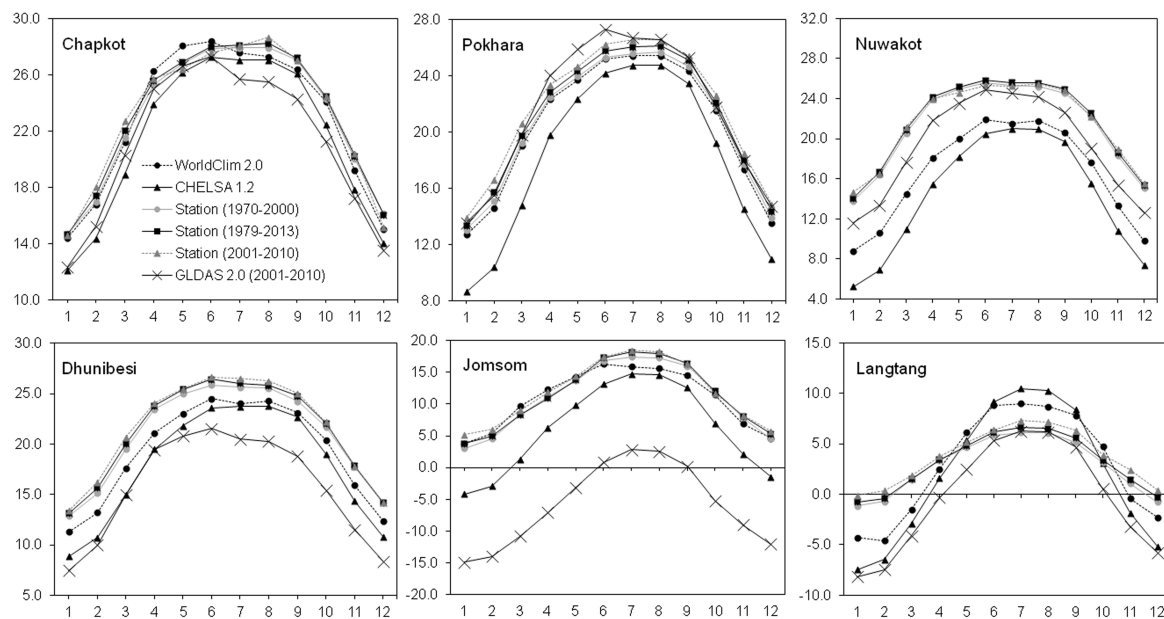 Chapkot
30.0
26.0
22.0
18.0
14.0
10.0
WorldClim 2.0
CHELSA 1.2
Station (1970-2000)
Station (1979-2013)
Station (2001-2010)
GLDAS 2.0 (2001-2010)
1 2 3 4 5 6 7 8 9 10 11 12
Pokhara
28.0
24.0
20.0
16.0
12.0
8.0
1 2 3 4 5 6 7 8 9 10 11 12
Nuwakot
32.0
28.0
24.0
20.0
16.0
12.0
8.0
4.0
1 2 3 4 5 6 7 8 9 10 11 12
Dhunibesi
30.0
25.0
20.0
15.0
10.0
5.0
1 2 3 4 5 6 7 8 9 10 11 12
Jomsom
20.0
15.0
10.0
5.0
0.0
-5.0
-10.0
-15.0
-20.0
1 2 3 4 5 6 7 8 9 10 11 12
Langtang
15.0
10.0
5.0
0.0
-5.0
-10.0
1 2 3 4 5 6 7 8 9 10 11 12